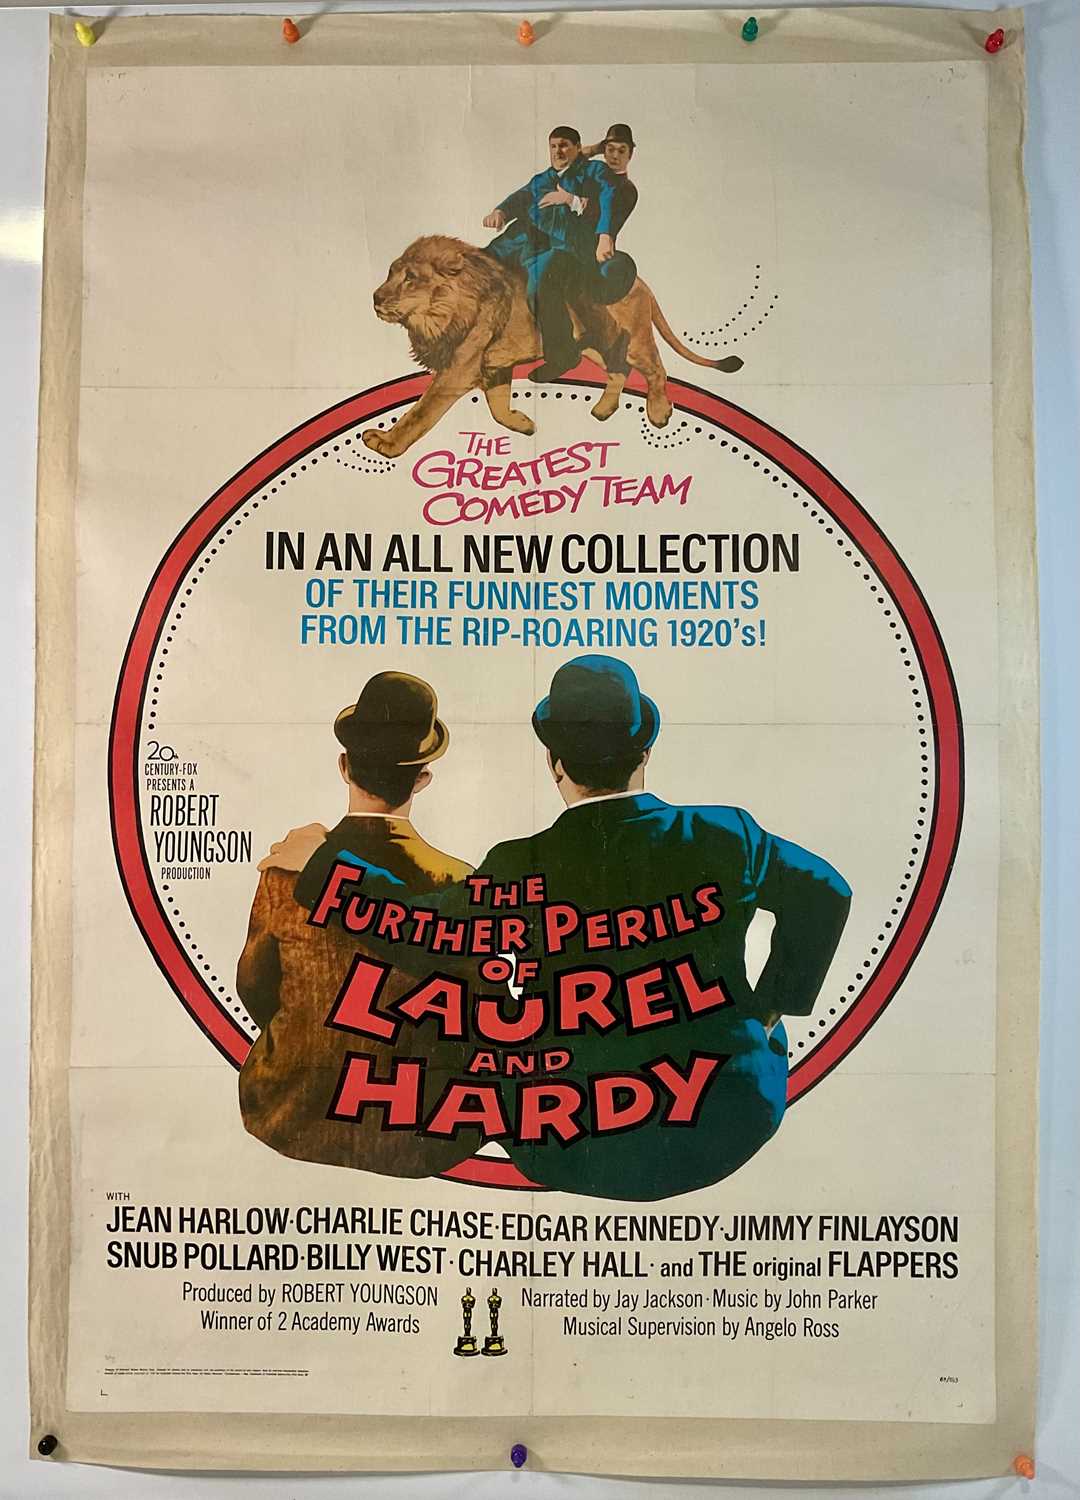 THE
GREATEST
COMEDY TEAM
IN AN ALL NEW COLLECTION
OF THEIR FUNNIEST MOMENTS
FROM THE RIP-ROARING 1920's!
20th
CENTURY-FOX
PRESENTS A
ROBERT
YOUNGSON
PRODUCTION
THE
FURTHER PERILS
OF
LAUREL
AND
HARDY
WITH
JEAN HARLOW·CHARLIE CHASE·EDGAR KENNEDY·JIMMY FINLAYSON
SNUB POLLARD·BILLY WEST·CHARLEY HALL·and THE original FLAPPERS
Produced by ROBERT YOUNGSON
Winner of 2 Academy Awards
Narrated by Jay Jackson·Music by John Parker
Musical Supervision by Angelo Ross